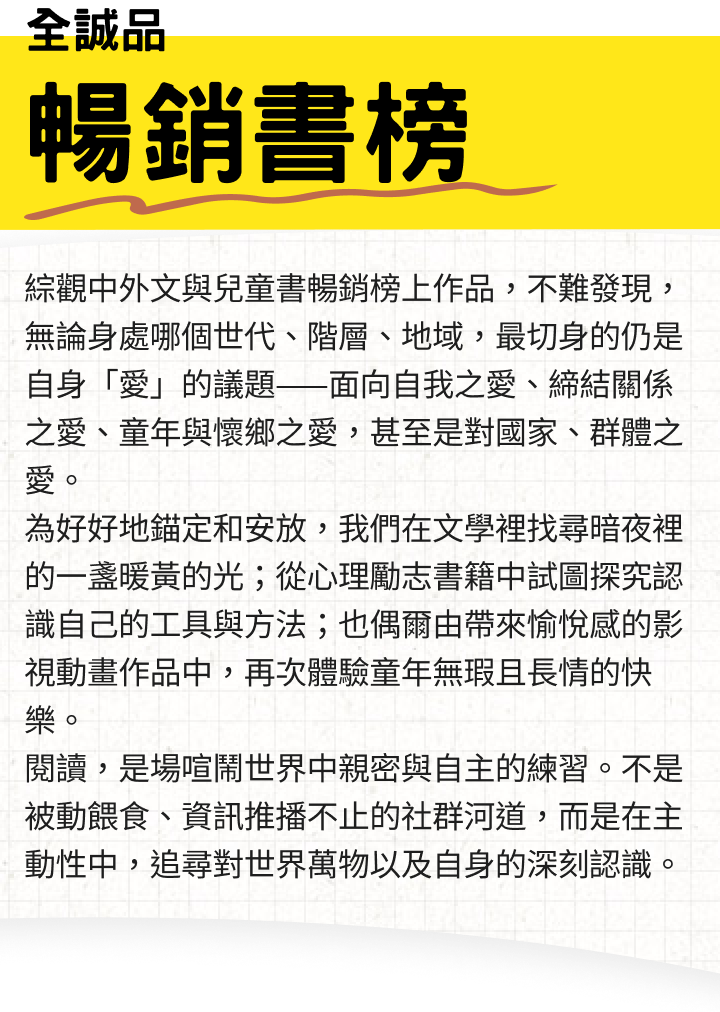 全誠品
暢銷書榜
綜觀中外文與兒童書暢銷榜上作品，不難發現，
無論身處哪個世代、階層、地域，最切身的仍是
自身「愛」的議題——面向自我之愛、締結關係
之愛、童年與懷鄉之愛，甚至是對國家、群體之
愛。
為好好地錨定和安放，我們在文學裡找尋暗夜裡
的一盞暖黃的光；從心理勵志書籍中試圖探究認
識自己的工具與方法；也偶爾由帶來愉悅感的影
視動畫作品中，再次體驗童年無瑕且長情的快
樂。
閱讀，是場喧鬧世界中親密與自主的練習。不是
被動餵食、資訊推播不止的社群河道，而是在主
動性中，追尋對世界萬物以及自身的深刻認識。